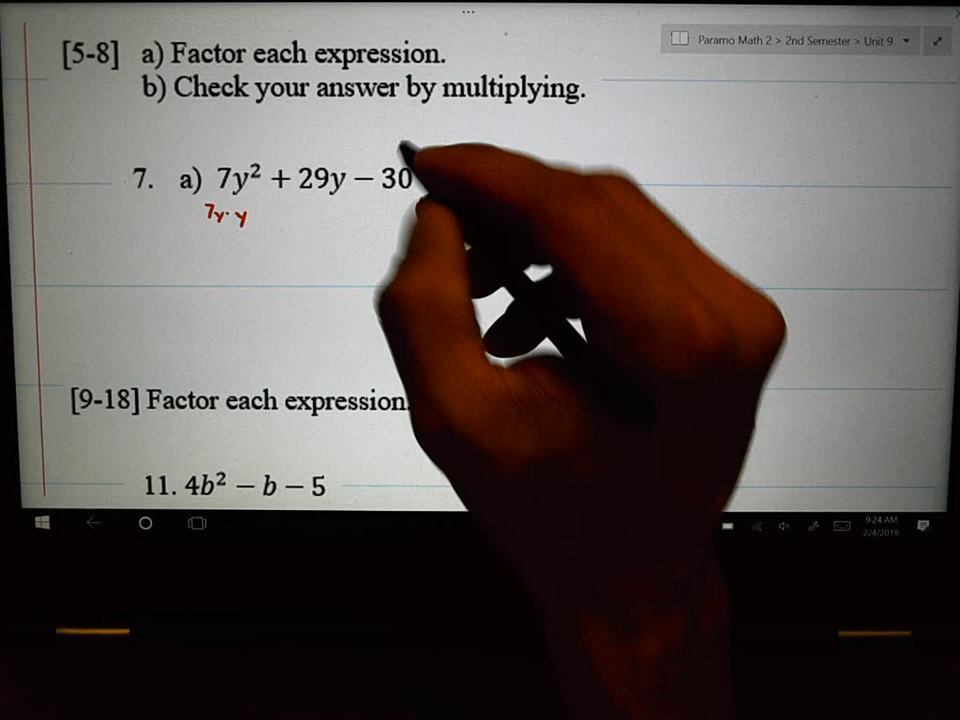 ...
Paramo Math 2 > 2nd Semester > Unit 9
[5-8] a) Factor each expression.
b) Check your answer by multiplying.
7. a) 7y² + 29y − 30
7y· y
[9-18] Factor each expression.
11. 4b² − b − 5
9:24 AM
2/4/2019